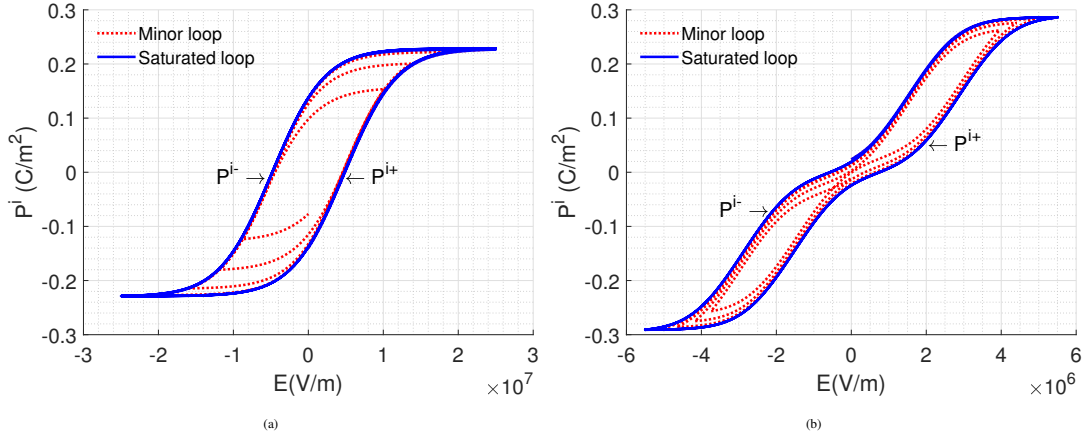 0.3
0.2
0.1
0
-0.1
-0.2
-0.3
P^i (C/m^2)
Minor loop
Saturated loop
P^{i-} →
← P^{i+}
-3 -2 -1 0 1 2 3
E(V/m)
×10^7
(a)
0.3
0.2
0.1
0
-0.1
-0.2
-0.3
P^i (C/m^2)
Minor loop
Saturated loop
← P^{i+}
P^{i-} →
-6 -4 -2 0 2 4 6
E(V/m)
×10^6
(b)